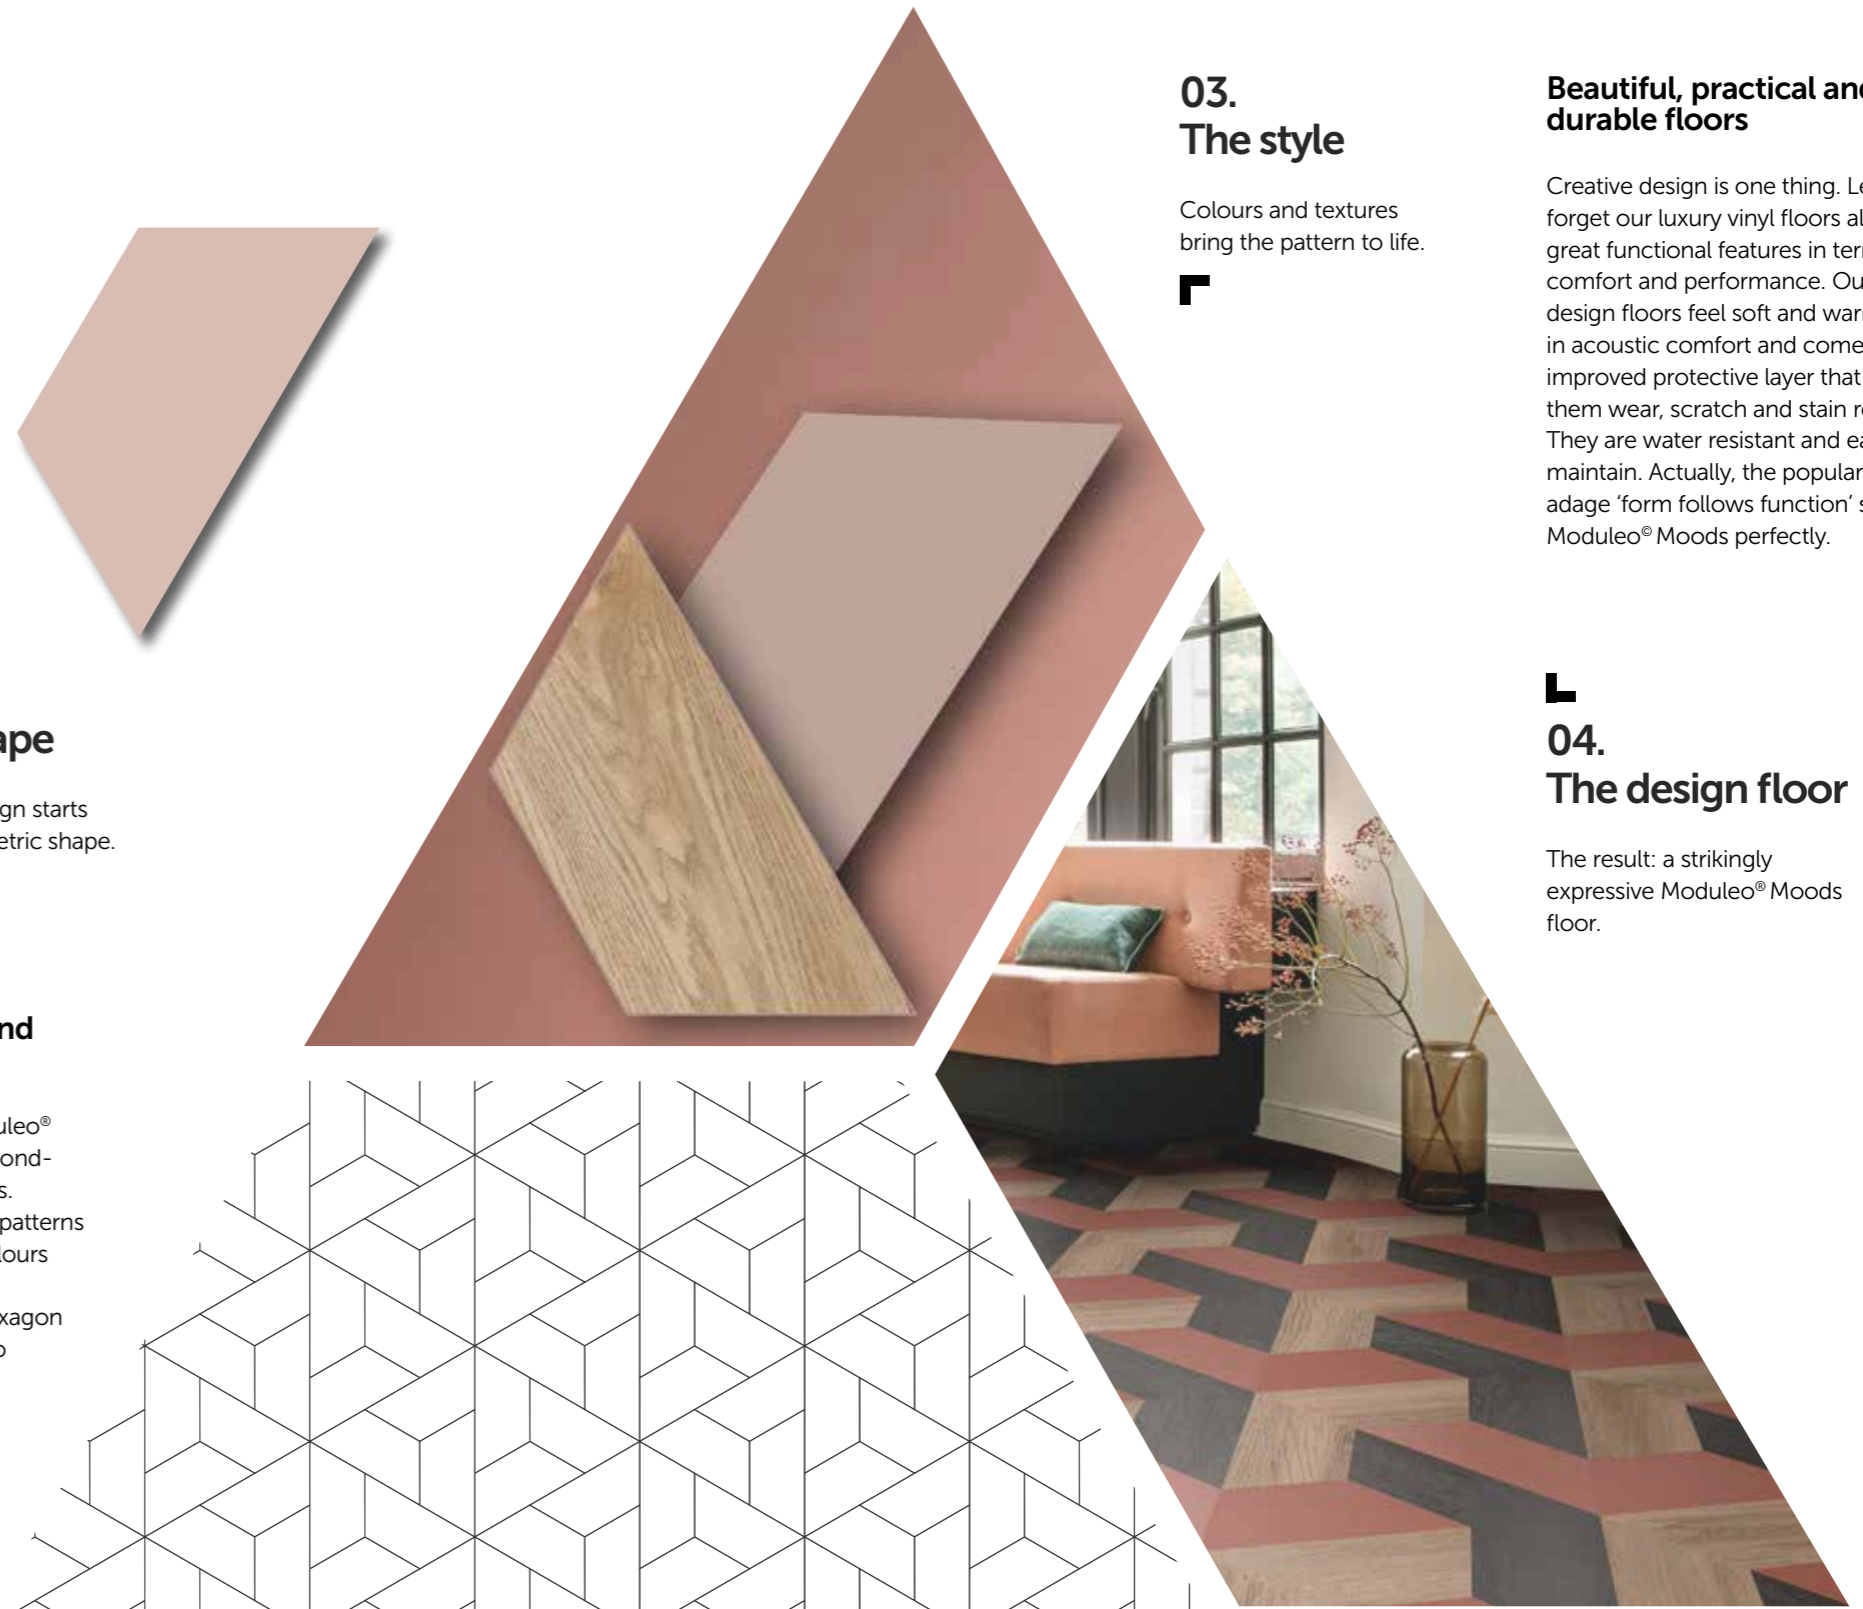 03.
The style
Colours and textures
bring the pattern to life.
Beautiful, practical and
durable floors
Creative design is one thing. Le
forget our luxury vinyl floors al
great functional features in ter
comfort and performance. Ou
design floors feel soft and war
in acoustic comfort and come
improved protective layer that
them wear, scratch and stain r
They are water resistant and ea
maintain. Actually, the popular
adage ‘form follows function’ s
Moduleo© Moods perfectly.
04.
The design floor
The result: a strikingly
expressive Moduleo® Moods
floor.
ape
gn starts
etric shape.
nd
uleo®
ond-
s.
patterns
lours
xagon
o